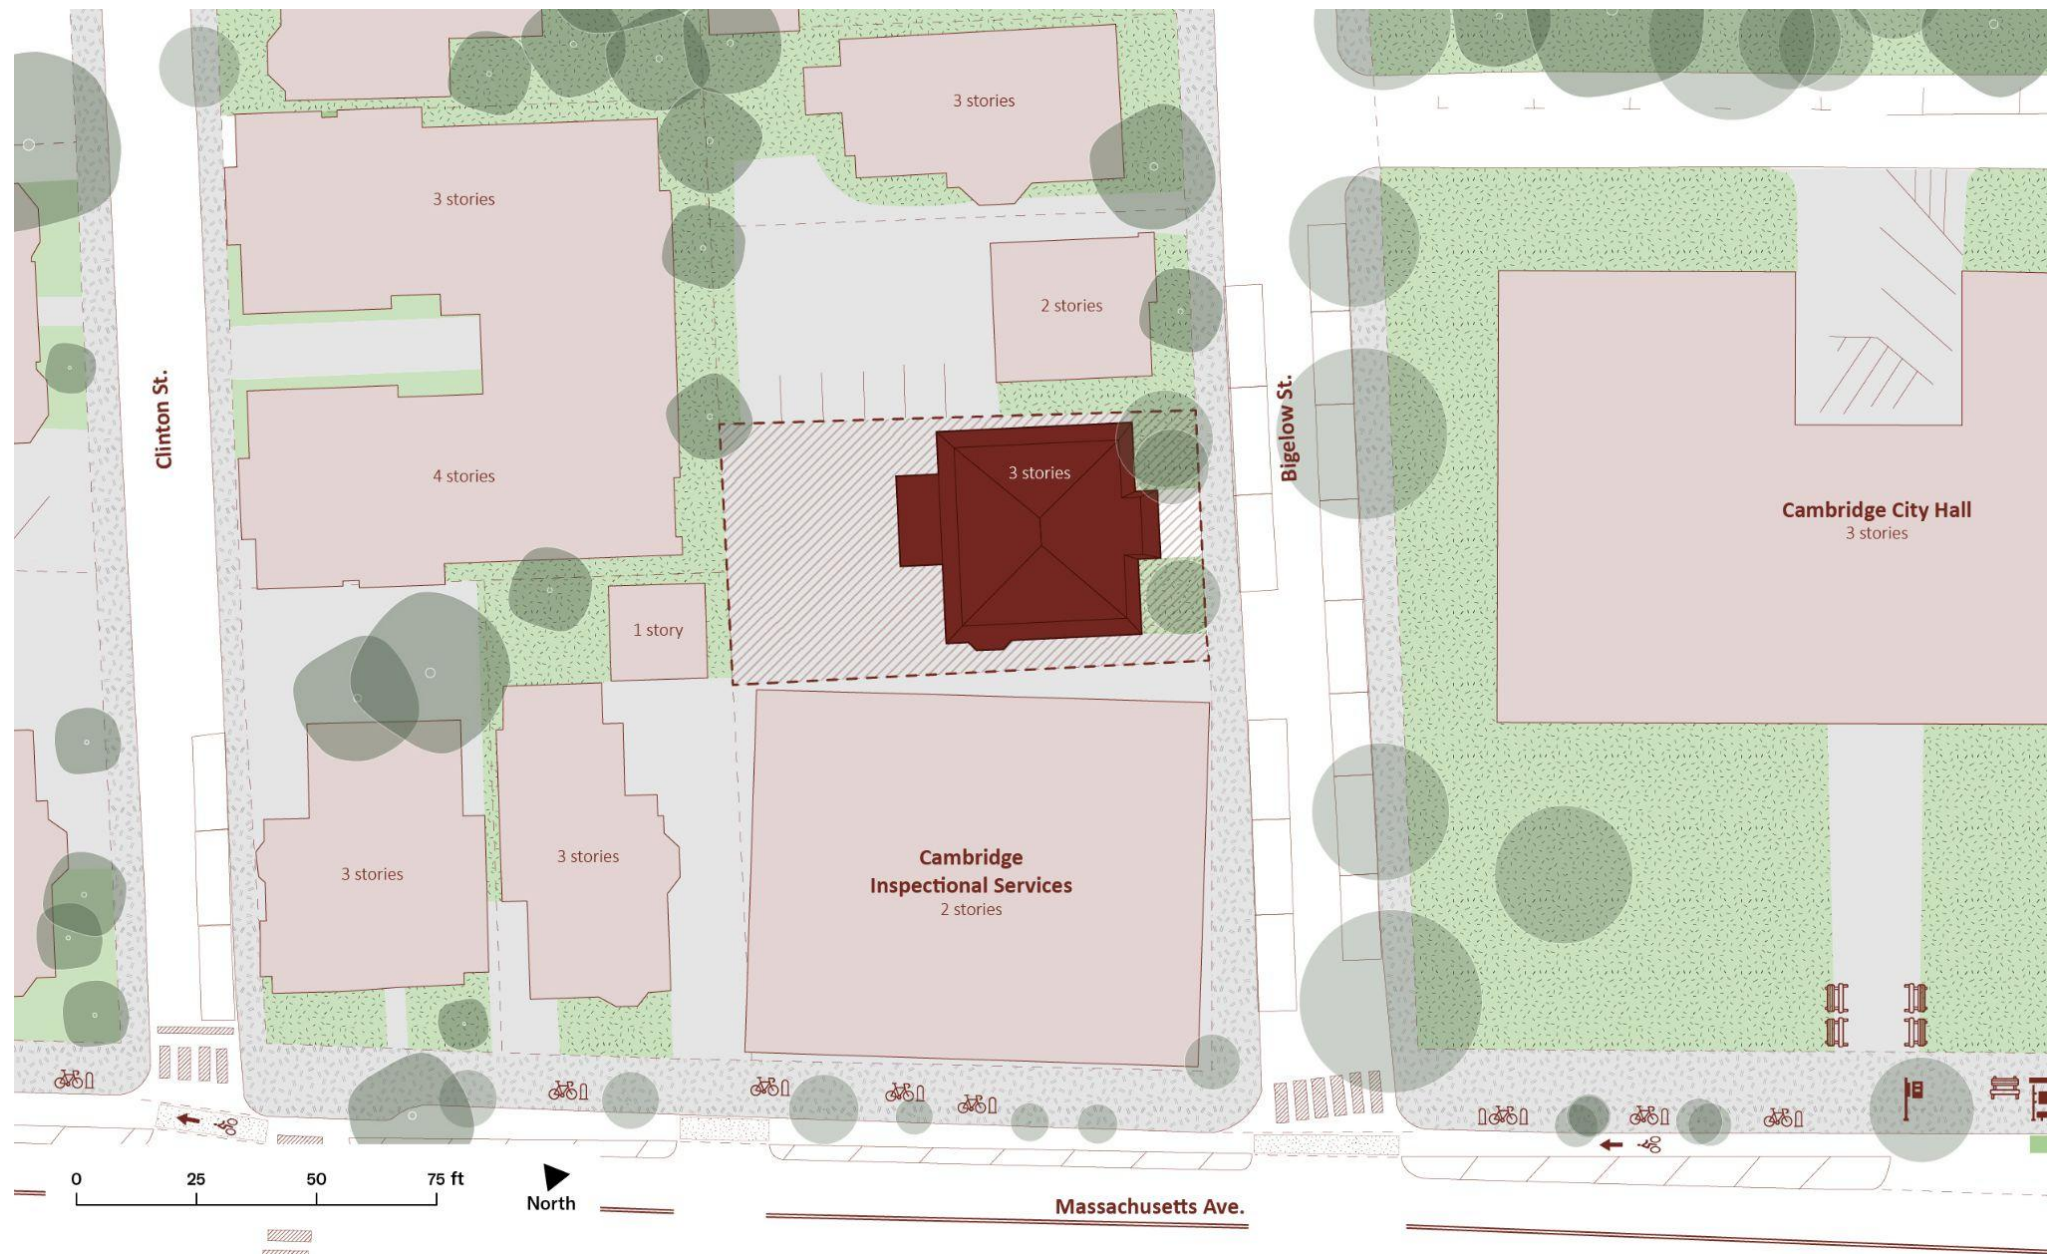 3 stories
3 stories
2 stories
Clinton St.
Bigelow St.
4 stories
3 stories
Cambridge City Hall
3 stories
1 story
3 stories
3 stories
Cambridge
Inspectional Services
2 stories
0 25 50 75 ft
North
Massachusetts Ave.